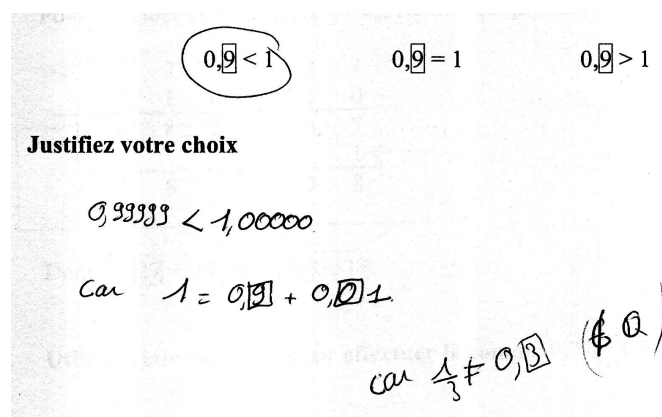 0,9 < 1 0,9 = 1 0,9 > 1
Justifiez votre choix
0,99999 < 1,00000
car 1 = 0,9 + 0,01.
car 1/3 ≠ 0,3 (∉ Q)